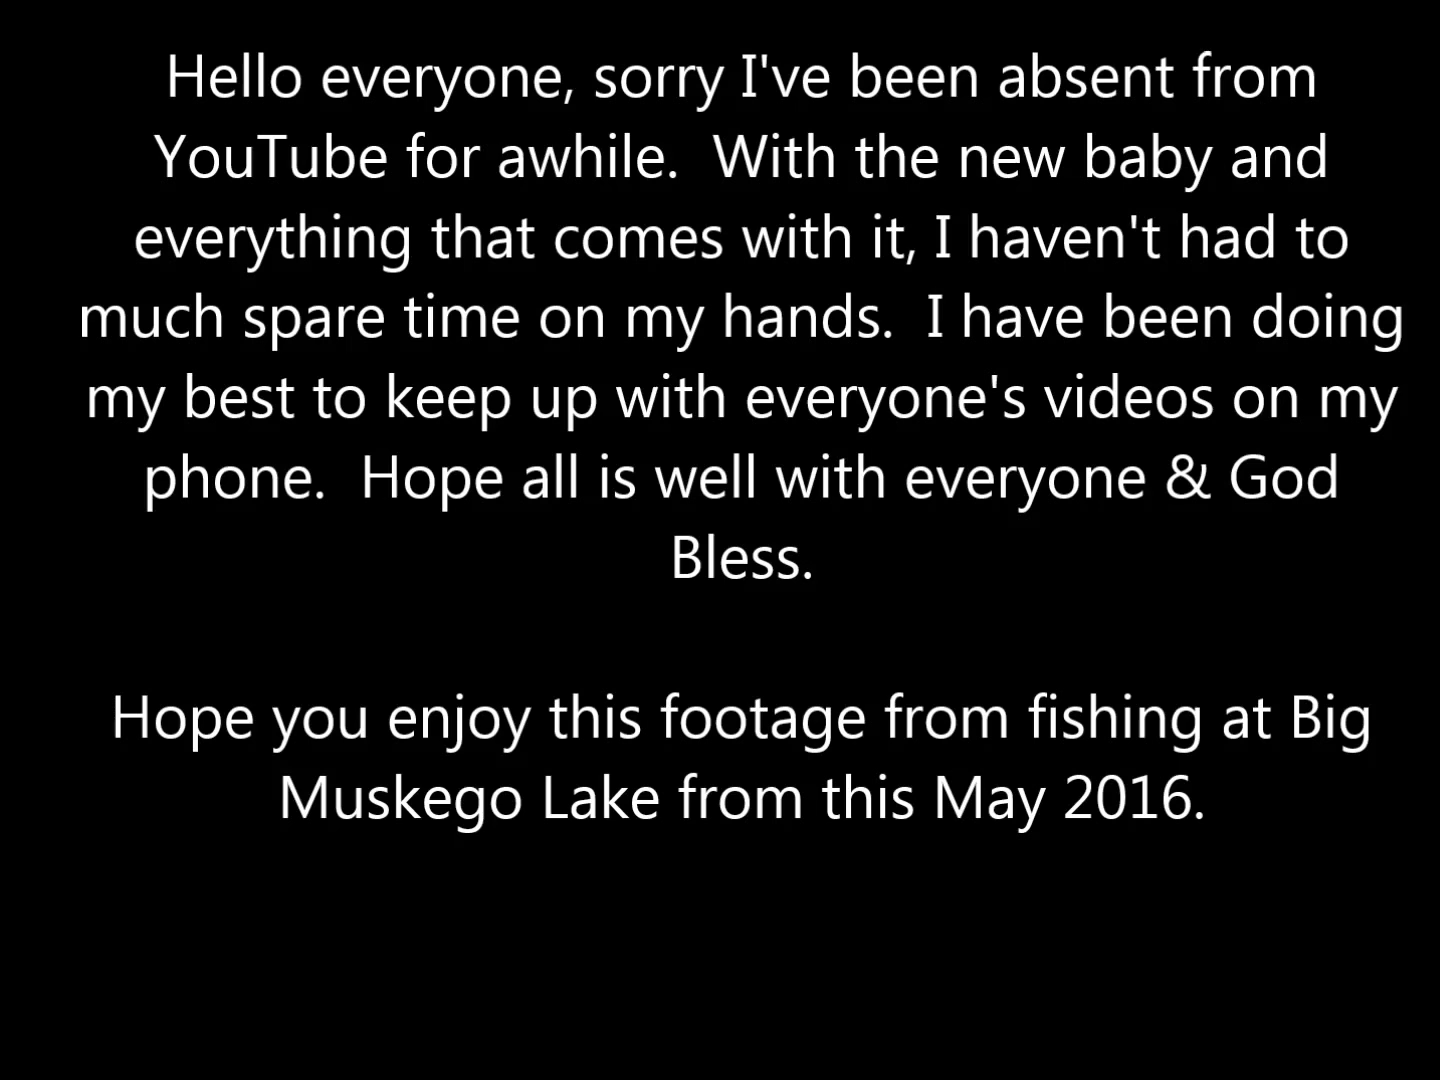 Hello everyone, sorry I've been absent from
YouTube for awhile.  With the new baby and
everything that comes with it, I haven't had to
much spare time on my hands.  I have been doing
my best to keep up with everyone's videos on my
phone.  Hope all is well with everyone & God
Bless.
Hope you enjoy this footage from fishing at Big
Muskego Lake from this May 2016.